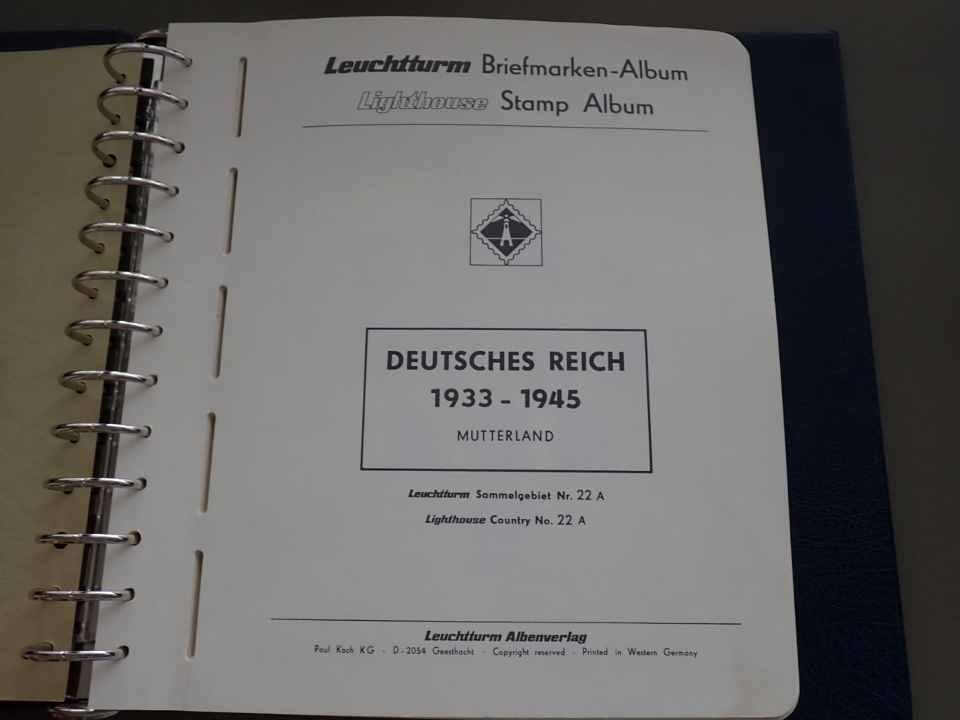 Leuchtturm Briefmarken-Album
Lighthouse Stamp Album
DEUTSCHES REICH
1933 - 1945
MUTTERLAND
Leuchtturm Sammelgebiet Nr. 22 A
Lighthouse Country No. 22 A
Leuchtturm Albenverlag
Paul Koch KG - D-2054 Geesthacht - Copyright reserved - Printed in Western Germany